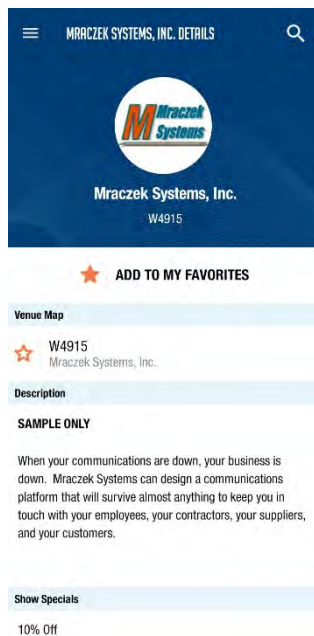 MRACZEK SYSTEMS, INC. DETAILS
Mraczek
Systems
Mraczek Systems, Inc.
W4915
ADD TO MY FAVORITES
Venue Map
W4915
Mraczek Systems, Inc.
Description
SAMPLE ONLY
When your communications are down, your business is
down.  Mraczek Systems can design a communications
platform that will survive almost anything to keep you in
touch with your employees, your contractors, your suppliers,
and your customers.
Show Specials
10% Off